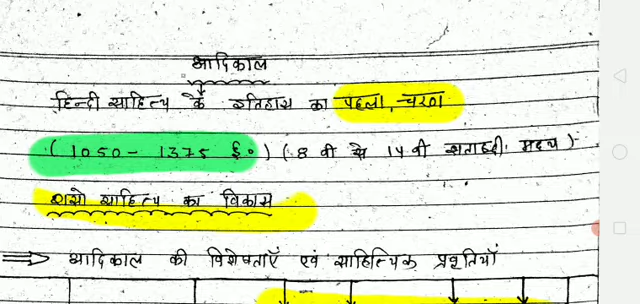 आदिकाल
हिन्दी साहित्य के इतिहास का पहला चरण
(1050 - 1375 ई०) (8 वी से 14 वी शताब्दी मध्य)
रासो साहित्य का विकास
⟹ आदिकाल की विशेषताएँ एवं साहित्यिक प्रवृतियाँ